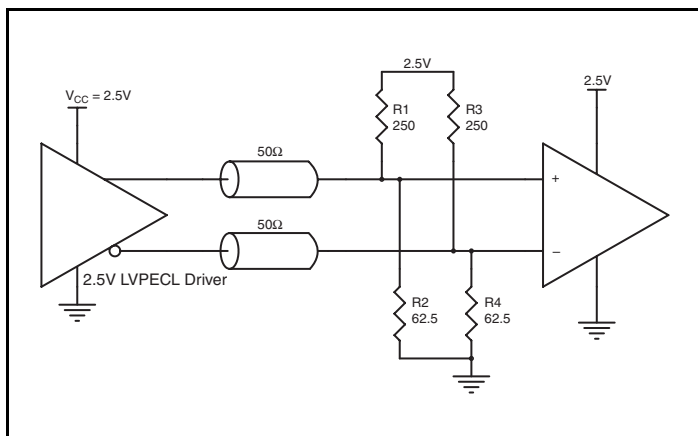 2.5V
V_CC = 2.5V
2.5V
R1
250
R3
250
50Ω
+
50Ω
−
2.5V LVPECL Driver
R2
62.5
R4
62.5